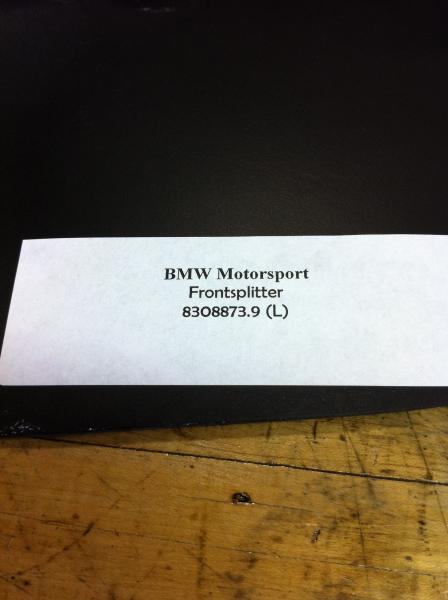 BMW Motorsport
Frontsplitter
8308873.9 (L)